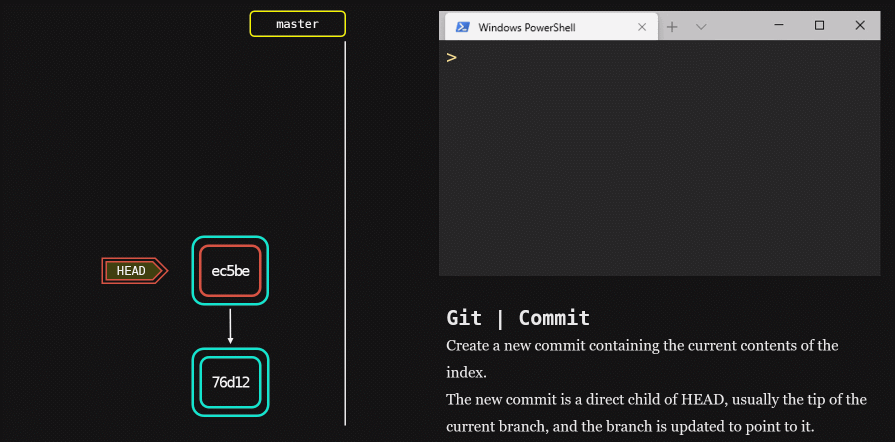 master
Windows PowerShell
>
HEAD
ec5be
76d12
Git | Commit
Create a new commit containing the current contents of the
index.
The new commit is a direct child of HEAD, usually the tip of the
current branch, and the branch is updated to point to it.